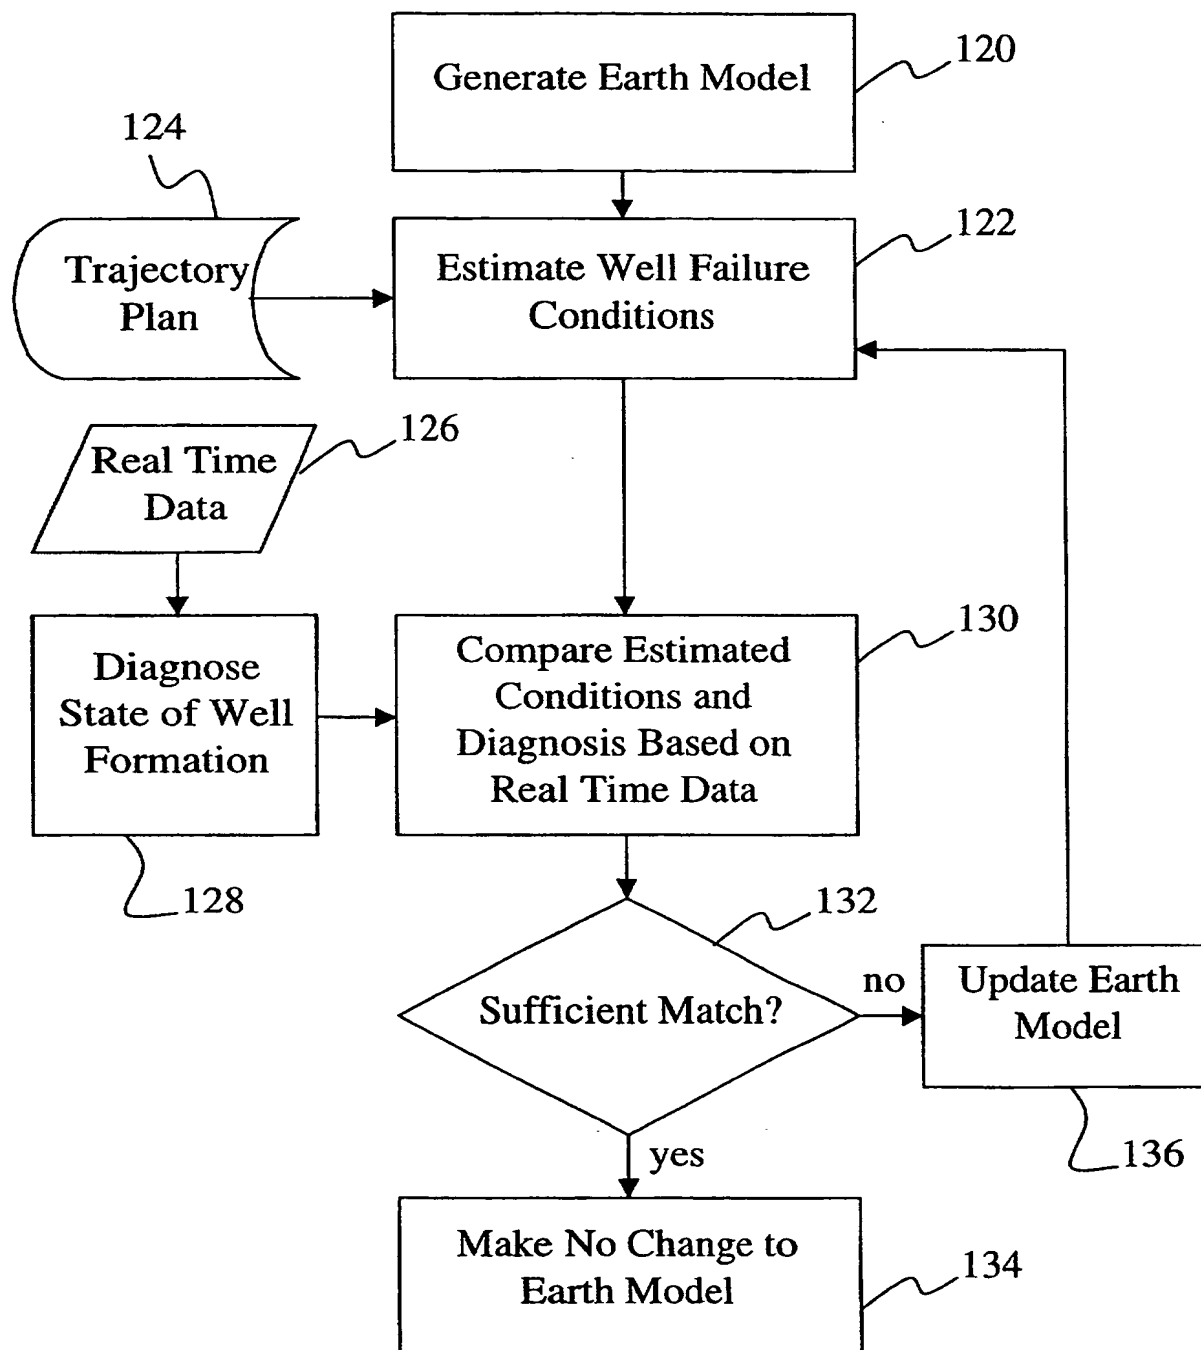 Generate Earth Model
120
124
Trajectory
Plan
Estimate Well Failure
Conditions
122
Real Time
Data
126
Diagnose
State of Well
Formation
128
Compare Estimated
Conditions and
Diagnosis Based on
Real Time Data
130
Sufficient Match?
132
no
Update Earth
Model
136
yes
Make No Change to
Earth Model
134